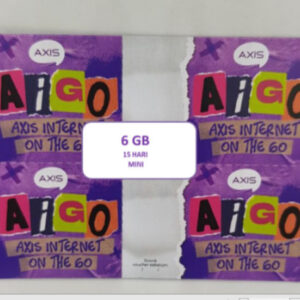 AXIS
AXIS
AiGO
AiGO
AXIS INTERNET
AXIS INTERNET
ON THE GO
ON THE GO
6 GB
15 HARI
MINI
AXIS
AXIS
AiGO
AiGO
AXIS INTERNET
AXIS INTERNET
ON THE GO
ON THE GO